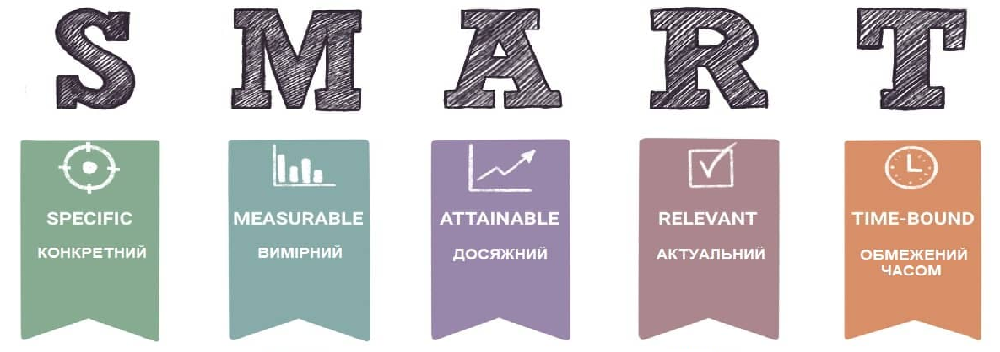 S M A R T
SPECIFIC
КОНКРЕТНИЙ
MEASURABLE
ВИМІРНИЙ
ATTAINABLE
ДОСЯЖНИЙ
RELEVANT
АКТУАЛЬНИЙ
TIME-BOUND
ОБМЕЖЕНИЙ
ЧАСОМ